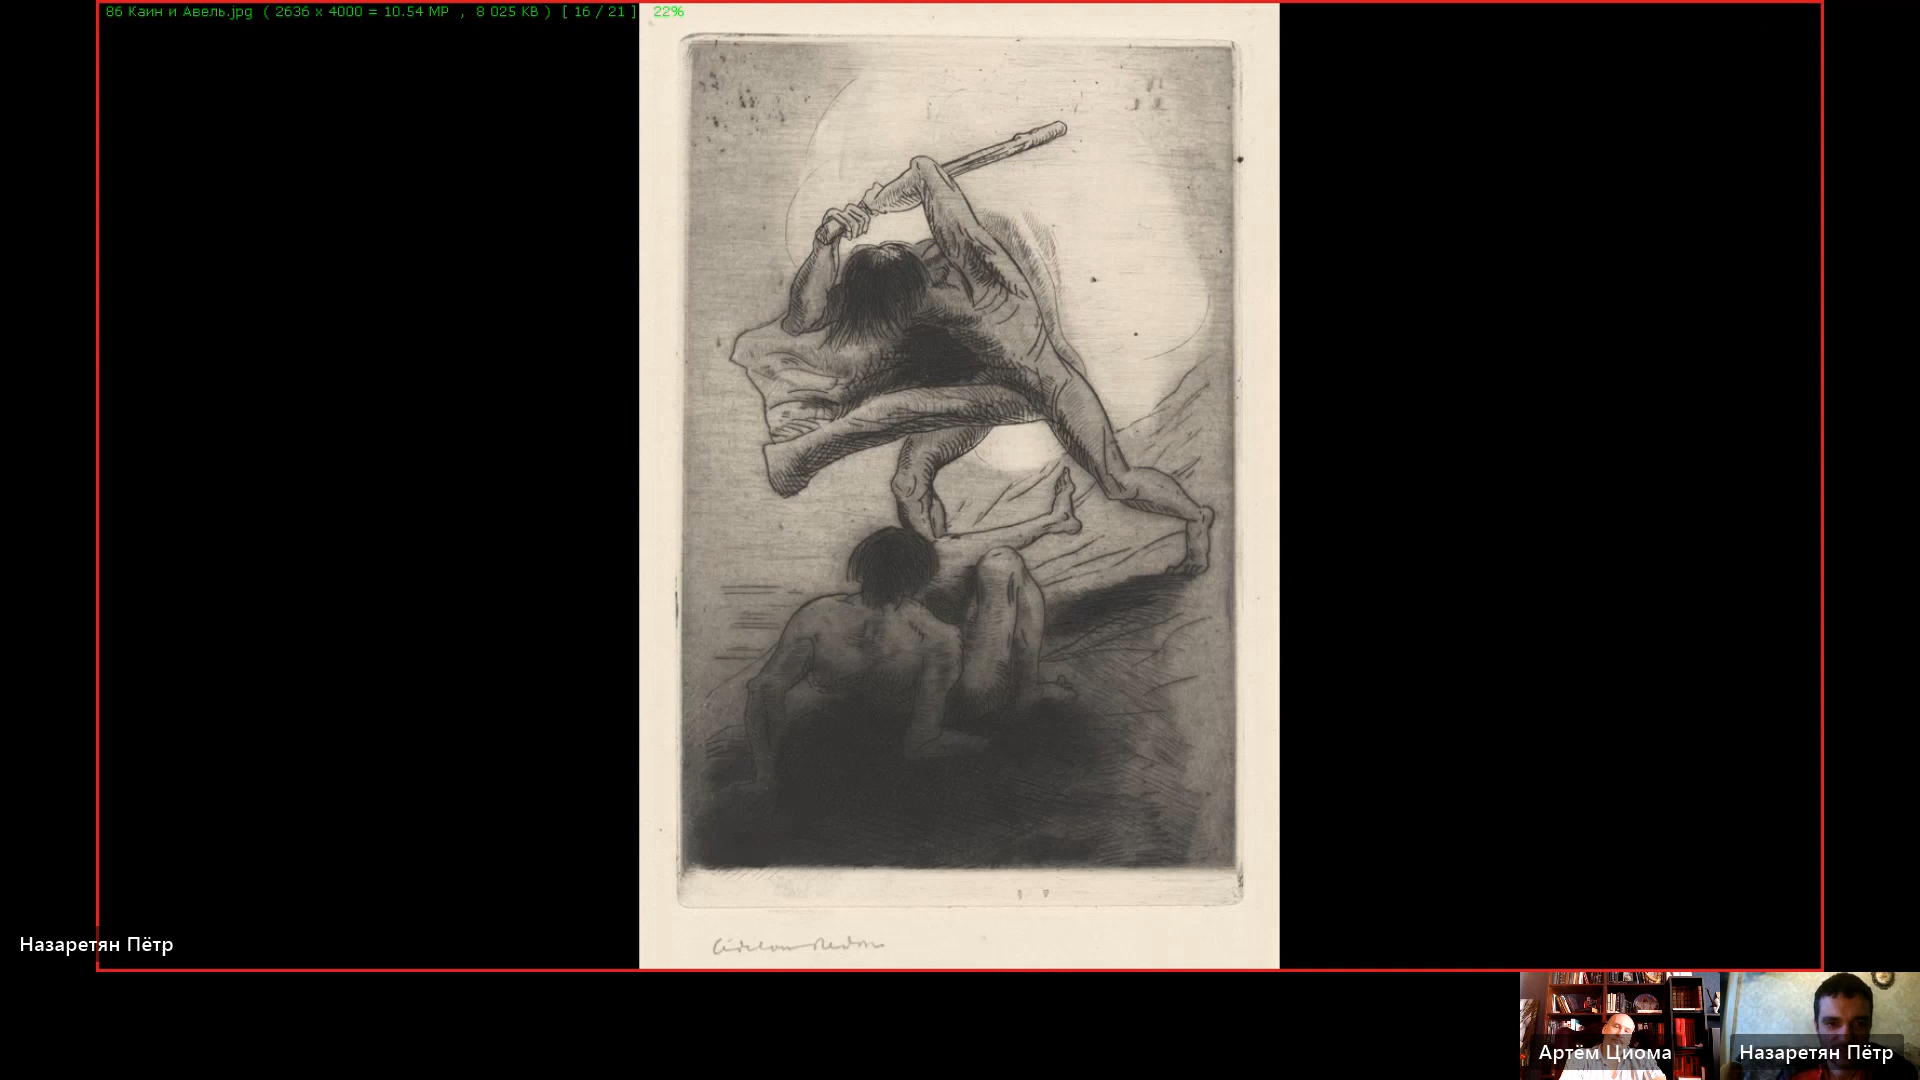 86 Каин и Авель.jpg ( 2636 x 4000 = 10.54 MP , 8 025 KB ) [ 16 / 21 ] 22%
Назаретян Пётр
Артём Циома
Назаретян Пётр